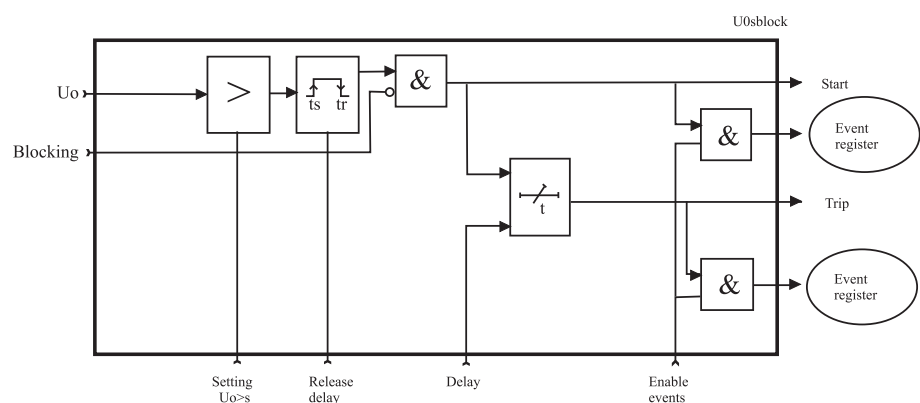 U0sblock
Uo
>
ts tr
&
Start
Blocking
&
Event
register
t
Trip
&
Event
register
Setting
Uo>s
Release
delay
Delay
Enable
events